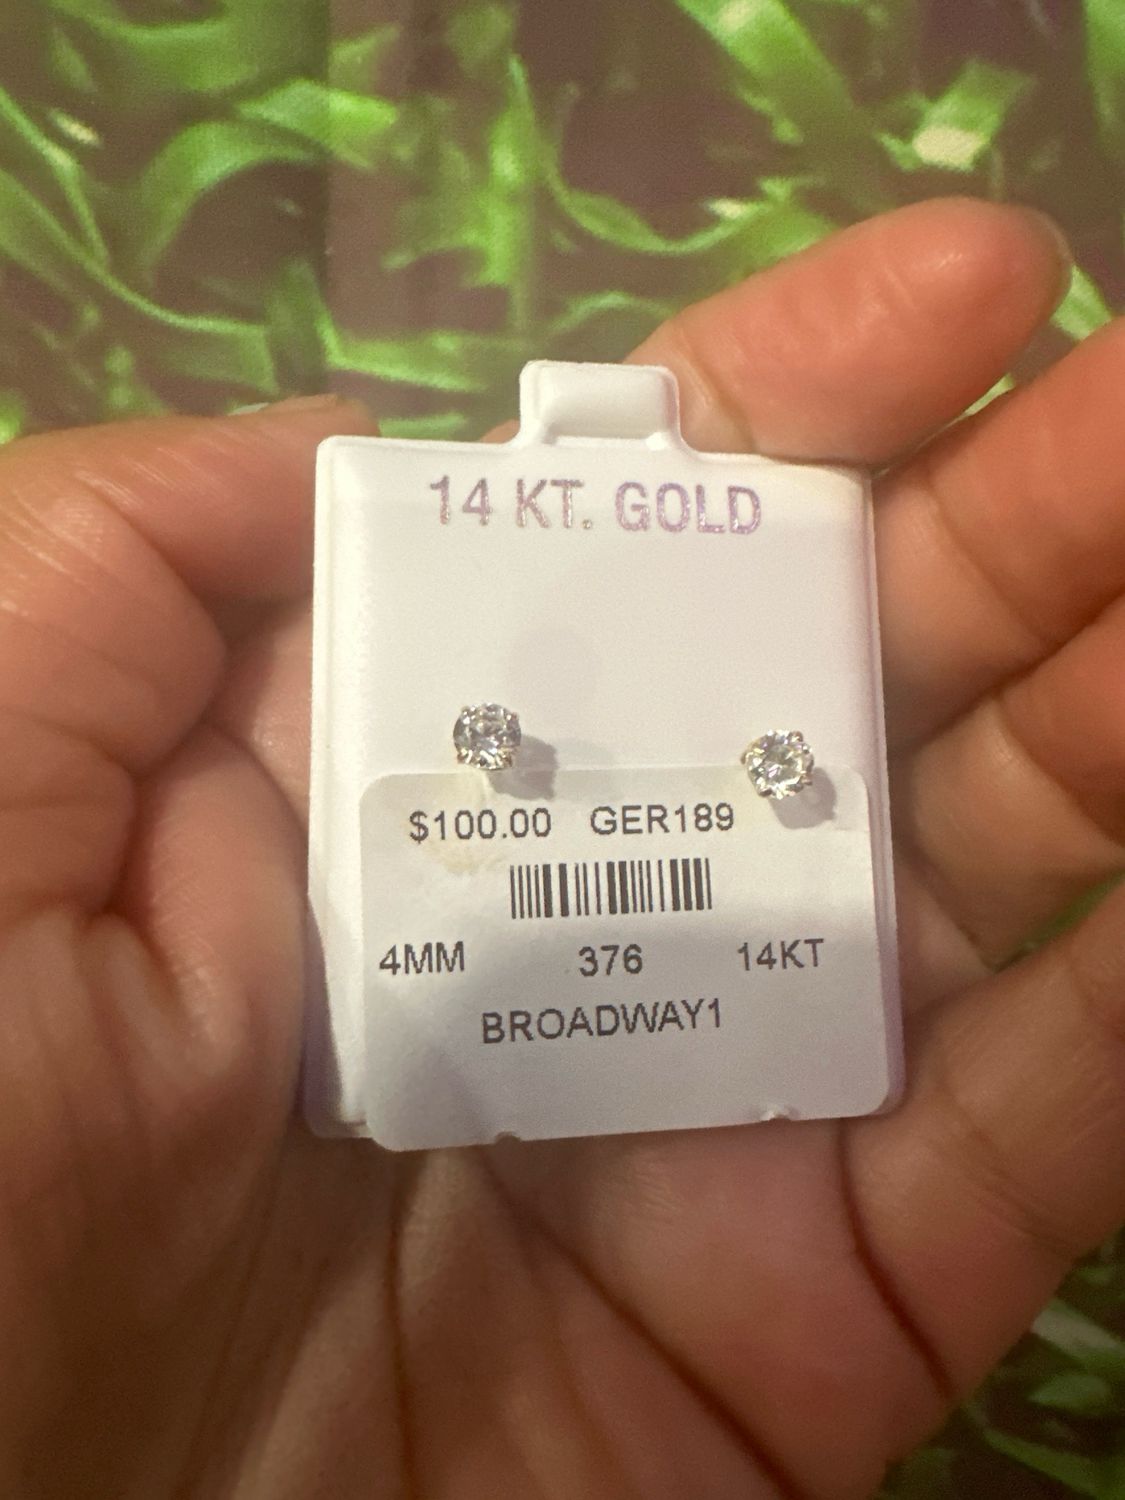 14 KT. GOLD
$100.00 GER189
4MM 376 14KT
BROADWAY1